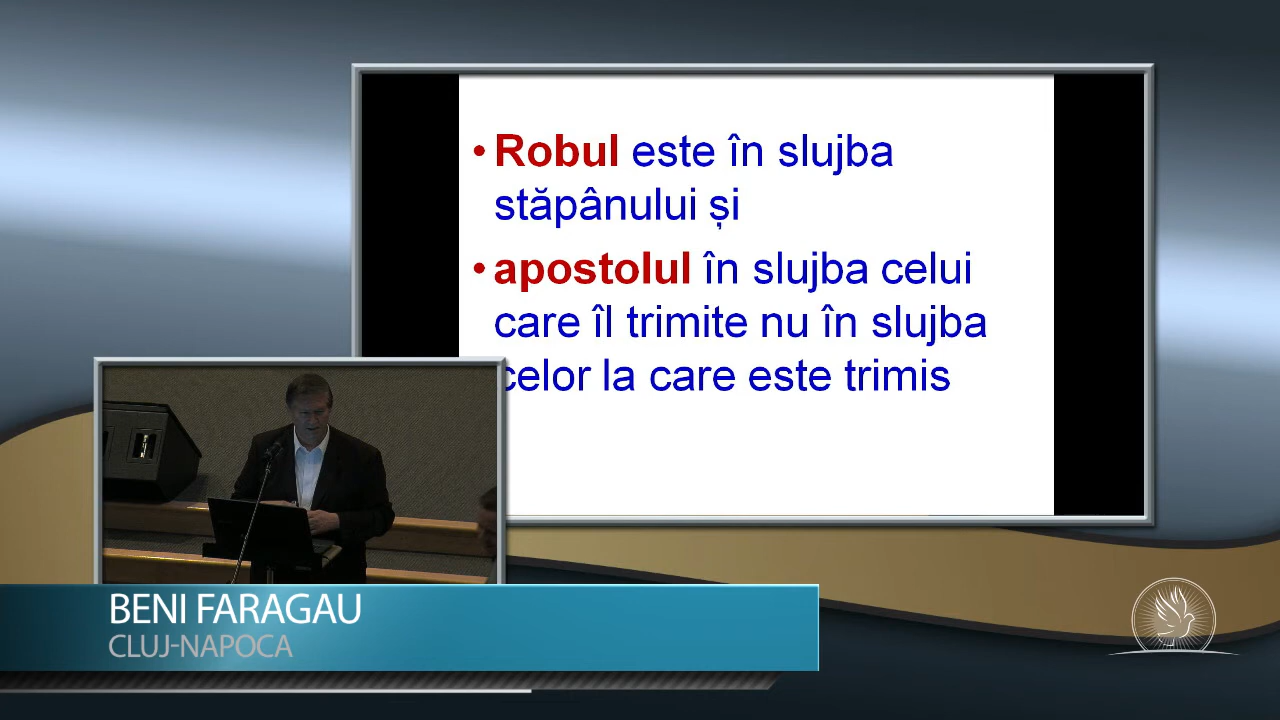 • Robul este în slujba
stăpânului și
• apostolul în slujba celui
care îl trimite nu în slujba
celor la care este trimis
BENI FARAGAU
CLUJ-NAPOCA